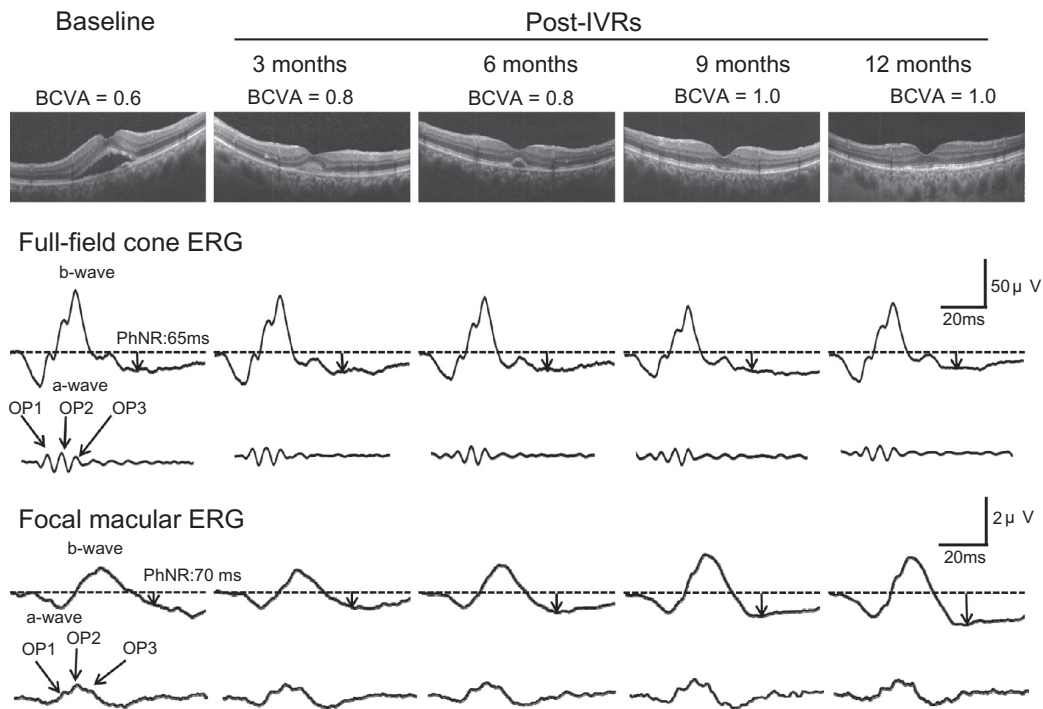 Baseline
Post-IVRs
3 months
6 months
9 months
12 months
BCVA = 0.6
BCVA = 0.8
BCVA = 0.8
BCVA = 1.0
BCVA = 1.0
Full-field cone ERG
b-wave
50 µ V
20ms
PhNR:65ms
a-wave
OP1
OP2
OP3
Focal macular ERG
2 µ V
20ms
b-wave
PhNR:70 ms
a-wave
OP1
OP2
OP3